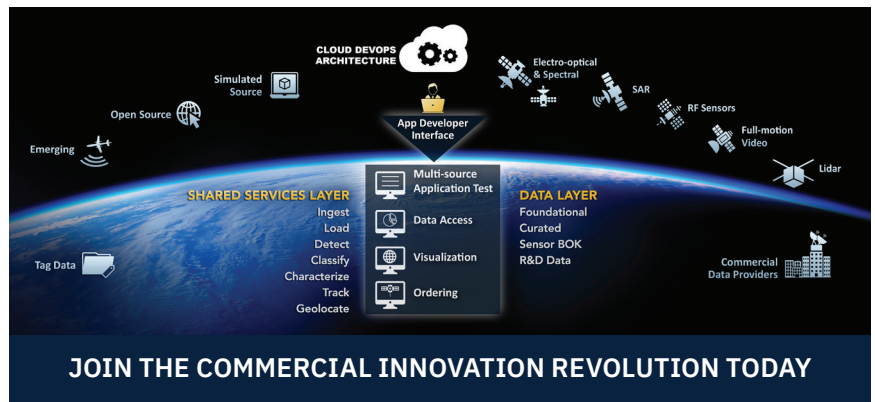 CLOUD DEVOPS
ARCHITECTURE
Simulated
Source
Open Source
Emerging
Tag Data
Electro-optical
& Spectral
SAR
RF Sensors
Full-motion
Video
Lidar
Commercial
Data Providers
App Developer
Interface
SHARED SERVICES LAYER
Ingest
Load
Detect
Classify
Characterize
Track
Geolocate
Multi-source
Application Test
Data Access
Visualization
Ordering
DATA LAYER
Foundational
Curated
Sensor BOK
R&D Data
JOIN THE COMMERCIAL INNOVATION REVOLUTION TODAY